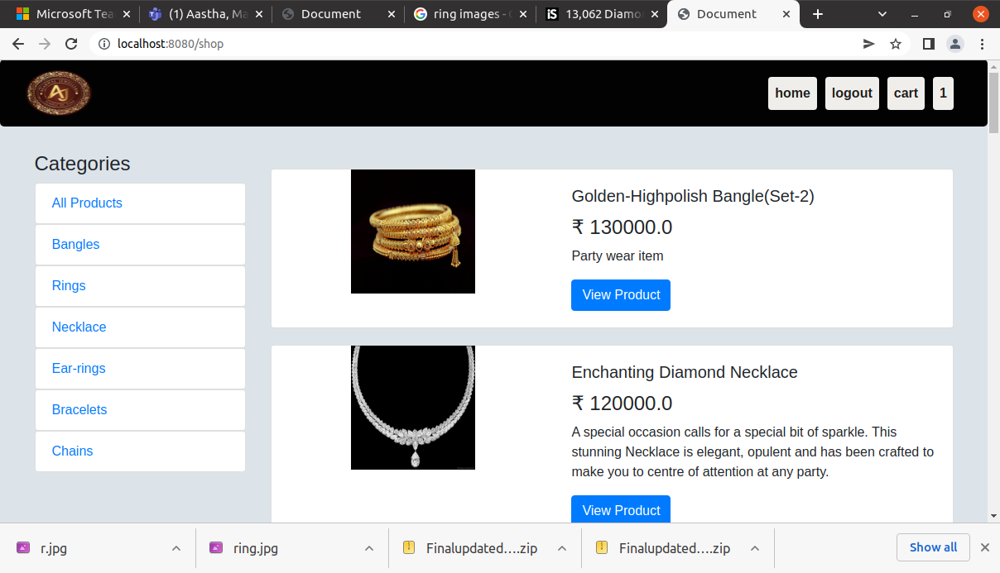 Microsoft Tea
(1) Aastha, Ma
Document
ring images - G
13,062 Diamo
Document
localhost:8080/shop
AJ
home
logout
cart
1
Categories
All Products
Bangles
Rings
Necklace
Ear-rings
Bracelets
Chains
Golden-Highpolish Bangle(Set-2)
₹ 130000.0
Party wear item
View Product
Enchanting Diamond Necklace
₹ 120000.0
A special occasion calls for a special bit of sparkle. This
stunning Necklace is elegant, opulent and has been crafted to
make you to centre of attention at any party.
View Product
r.jpg
ring.jpg
Finalupdated....zip
Finalupdated....zip
Show all